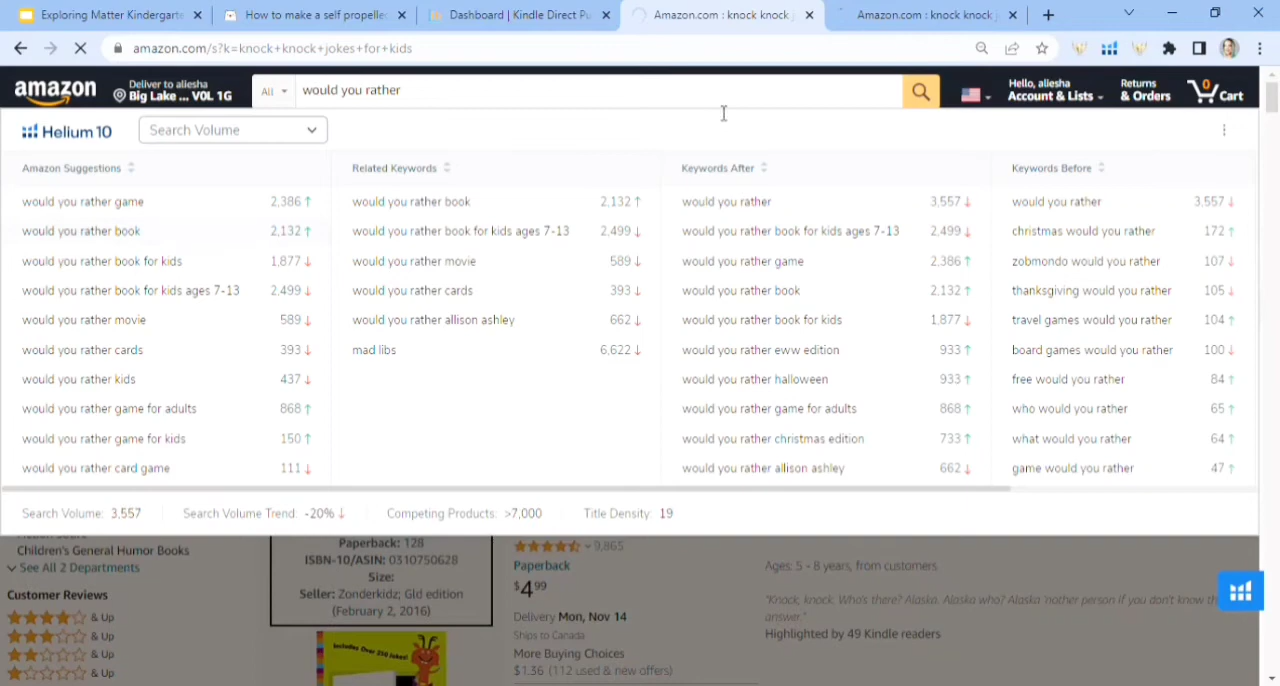 Exploring Matter Kindergarte
How to make a self propelled
Dashboard | Kindle Direct Pu
Amazon.com : knock knock j
Amazon.com : knock knock j
amazon.com/s?k=knock+knock+jokes+for+kids
amazon
Deliver to aliesha
Big Lake ... V0L 1G
All
would you rather
Hello, aliesha
Account & Lists
Returns
& Orders
0
Cart
Helium 10
Search Volume
Amazon Suggestions
would you rather game 2,386 ↑
would you rather book 2,132 ↑
would you rather book for kids 1,877 ↓
would you rather book for kids ages 7-13 2,499 ↓
would you rather movie 589 ↓
would you rather cards 393 ↓
would you rather kids 437 ↓
would you rather game for adults 868 ↑
would you rather game for kids 150 ↑
would you rather card game 111 ↓
Related Keywords
would you rather book 2,132 ↑
would you rather book for kids ages 7-13 2,499 ↓
would you rather movie 589 ↓
would you rather cards 393 ↓
would you rather allison ashley 662 ↓
mad libs 6,622 ↓
Keywords After
would you rather 3,557 ↓
would you rather book for kids ages 7-13 2,499 ↓
would you rather game 2,386 ↑
would you rather book 2,132 ↑
would you rather book for kids 1,877 ↓
would you rather eww edition 933 ↑
would you rather halloween 933 ↑
would you rather game for adults 868 ↑
would you rather christmas edition 733 ↑
would you rather allison ashley 662 ↓
Keywords Before
would you rather 3,557 ↓
christmas would you rather 172 ↑
zobmondo would you rather 107 ↓
thanksgiving would you rather 105 ↓
travel games would you rather 104 ↑
board games would you rather 100 ↓
free would you rather 84 ↑
who would you rather 65 ↑
what would you rather 64 ↑
game would you rather 47 ↑
Search Volume: 3,557 Search Volume Trend: -20% ↓ Competing Products: >7,000 Title Density: 19
Children's General Humor Books
See All 2 Departments
Customer Reviews
& Up
& Up
& Up
& Up
Paperback: 128
ISBN-10/ASIN: 0310750628
Size:
Seller: Zonderkidz; Gld edition
(February 2, 2016)
Includes Over 250 Jokes!
9,865
Paperback
$4.99
Delivery Mon, Nov 14
Ships to Canada
More Buying Choices
$1.36 (112 used & new offers)
Ages: 5 - 8 years, from customers
"Knock, knock. Who's there? Alaska. Alaska who? Alaska 'nother person if you don't know th
answer."
Highlighted by 49 Kindle readers